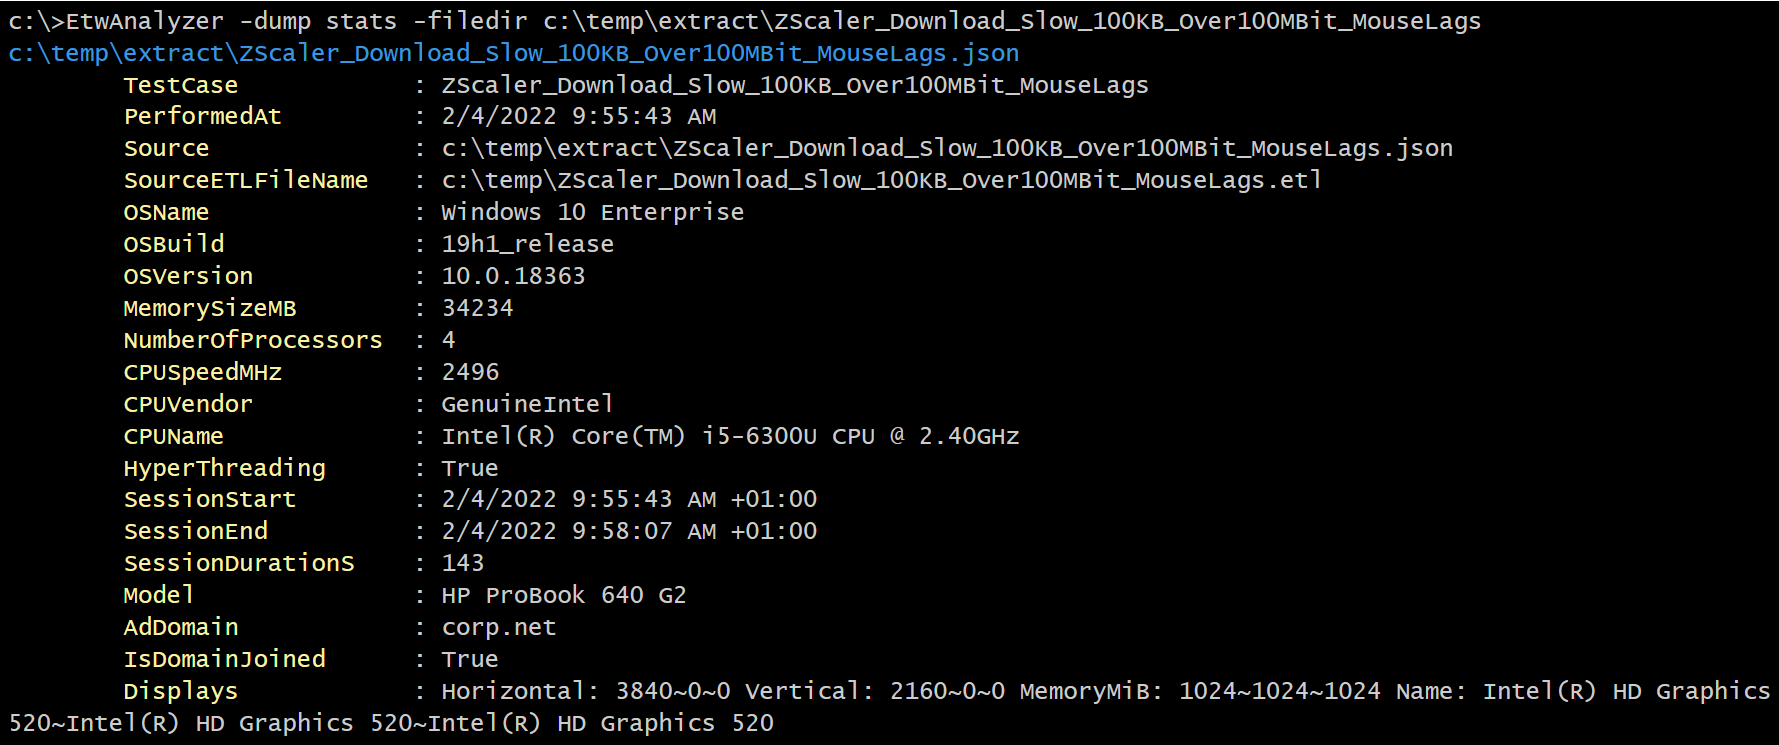 c:\>EtwAnalyzer -dump stats -filedir c:\temp\extract\ZScaler_Download_Slow_100KB_Over100MBit_MouseLags
c:\temp\extract\ZScaler_Download_Slow_100KB_Over100MBit_MouseLags.json
TestCase : ZScaler_Download_Slow_100KB_Over100MBit_MouseLags
PerformedAt : 2/4/2022 9:55:43 AM
Source : c:\temp\extract\ZScaler_Download_Slow_100KB_Over100MBit_MouseLags.json
SourceETLFileName : c:\temp\ZScaler_Download_Slow_100KB_Over100MBit_MouseLags.etl
OSName : Windows 10 Enterprise
OSBuild : 19h1_release
OSVersion : 10.0.18363
MemorySizeMB : 34234
NumberOfProcessors : 4
CPUSpeedMHz : 2496
CPUVendor : GenuineIntel
CPUName : Intel(R) Core(TM) i5-6300U CPU @ 2.40GHz
HyperThreading : True
SessionStart : 2/4/2022 9:55:43 AM +01:00
SessionEnd : 2/4/2022 9:58:07 AM +01:00
SessionDurationS : 143
Model : HP ProBook 640 G2
AdDomain : corp.net
IsDomainJoined : True
Displays : Horizontal: 3840~0~0 Vertical: 2160~0~0 MemoryMiB: 1024~1024~1024 Name: Intel(R) HD Graphics
520~Intel(R) HD Graphics 520~Intel(R) HD Graphics 520